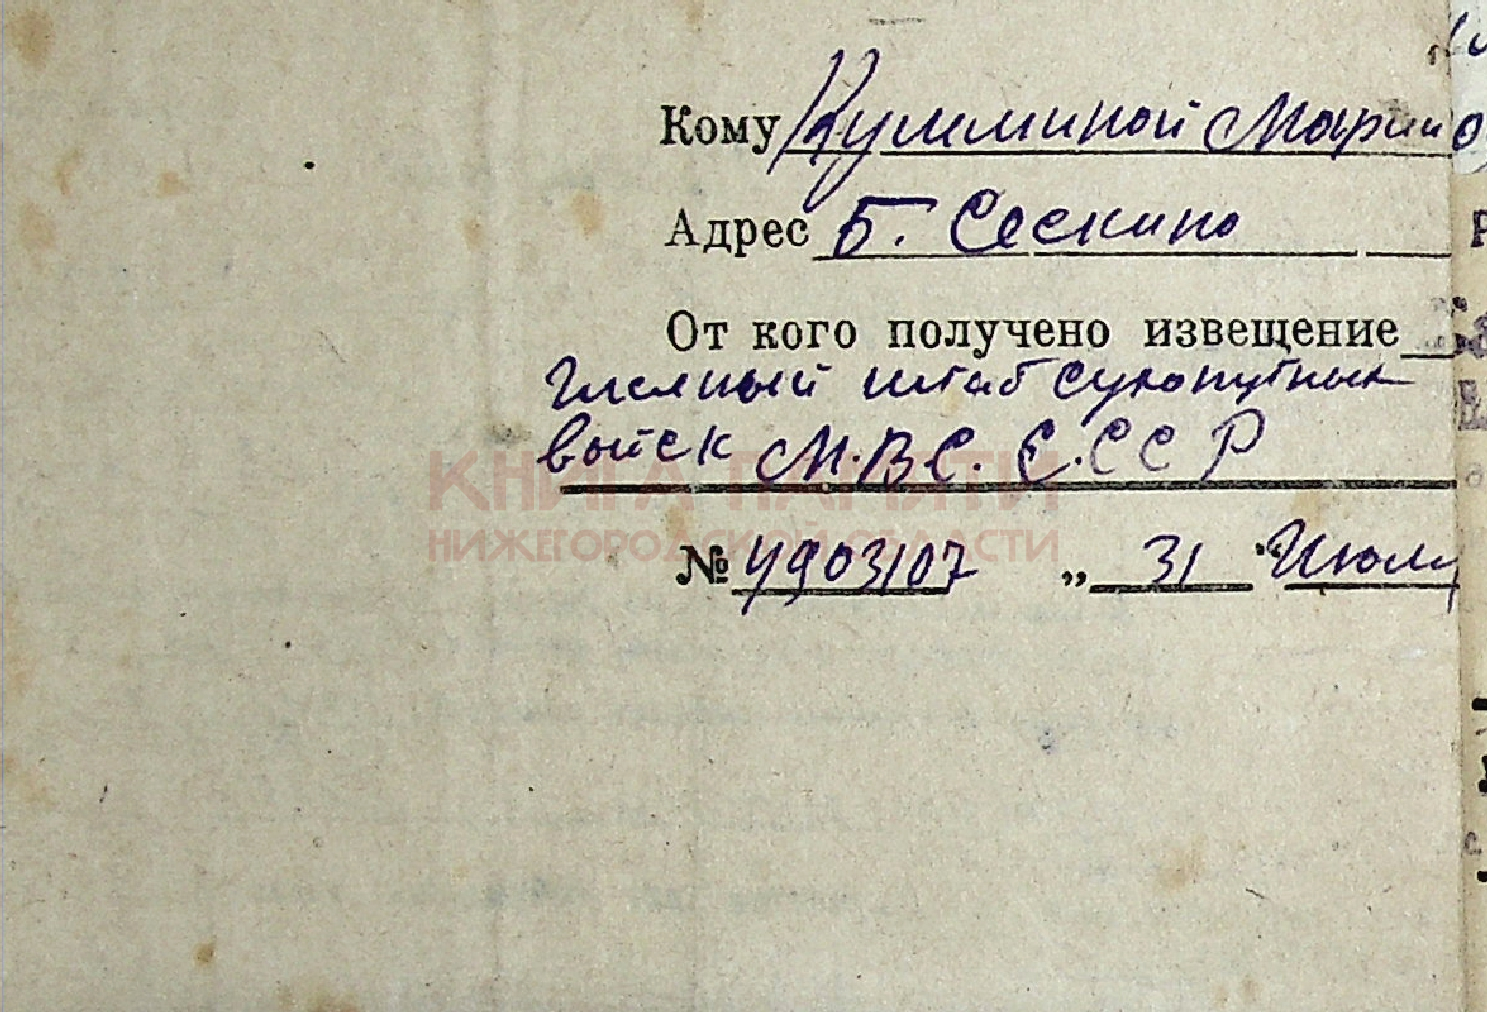 Кому Кузьминой Марии
Адрес Б. Сескино
От кого получено извещение
Главный штаб сухопутных
войск М.В.С. С.ССР
КНИГА ПАМЯТИ
НИЖЕГОРОДСКОЙ ОБЛАСТИ
№ 4903107 „ 31 " Июля